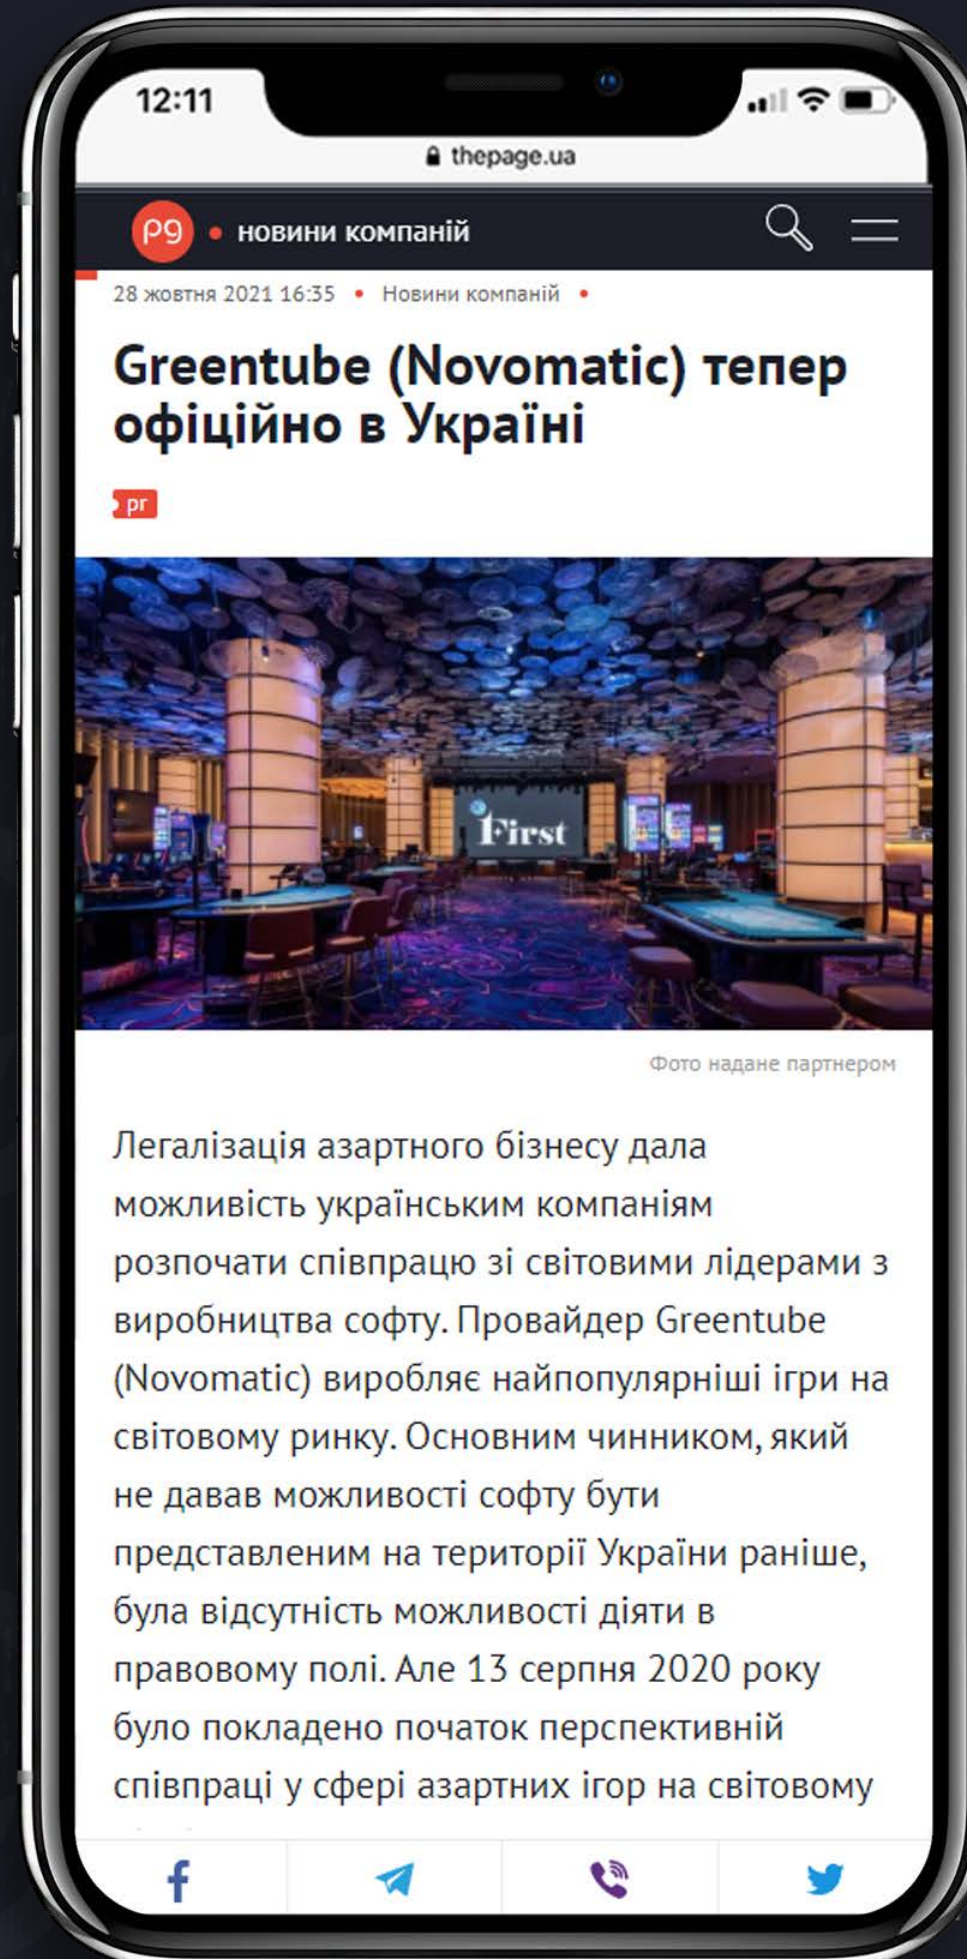 12:11
thepage.ua
pg • новини компаній
28 жовтня 2021 16:35 • Новини компаній •
Greentube (Novomatic) тепер
офіційно в Україні
pr
First
Фото надане партнером
Легалізація азартного бізнесу дала
можливість українським компаніям
розпочати співпрацю зі світовими лідерами з
виробництва софту. Провайдер Greentube
(Novomatic) виробляє найпопулярніші ігри на
світовому ринку. Основним чинником, який
не давав можливості софту бути
представленим на території України раніше,
була відсутність можливості діяти в
правовому полі. Але 13 серпня 2020 року
було покладено початок перспективній
співпраці у сфері азартних ігор на світовому